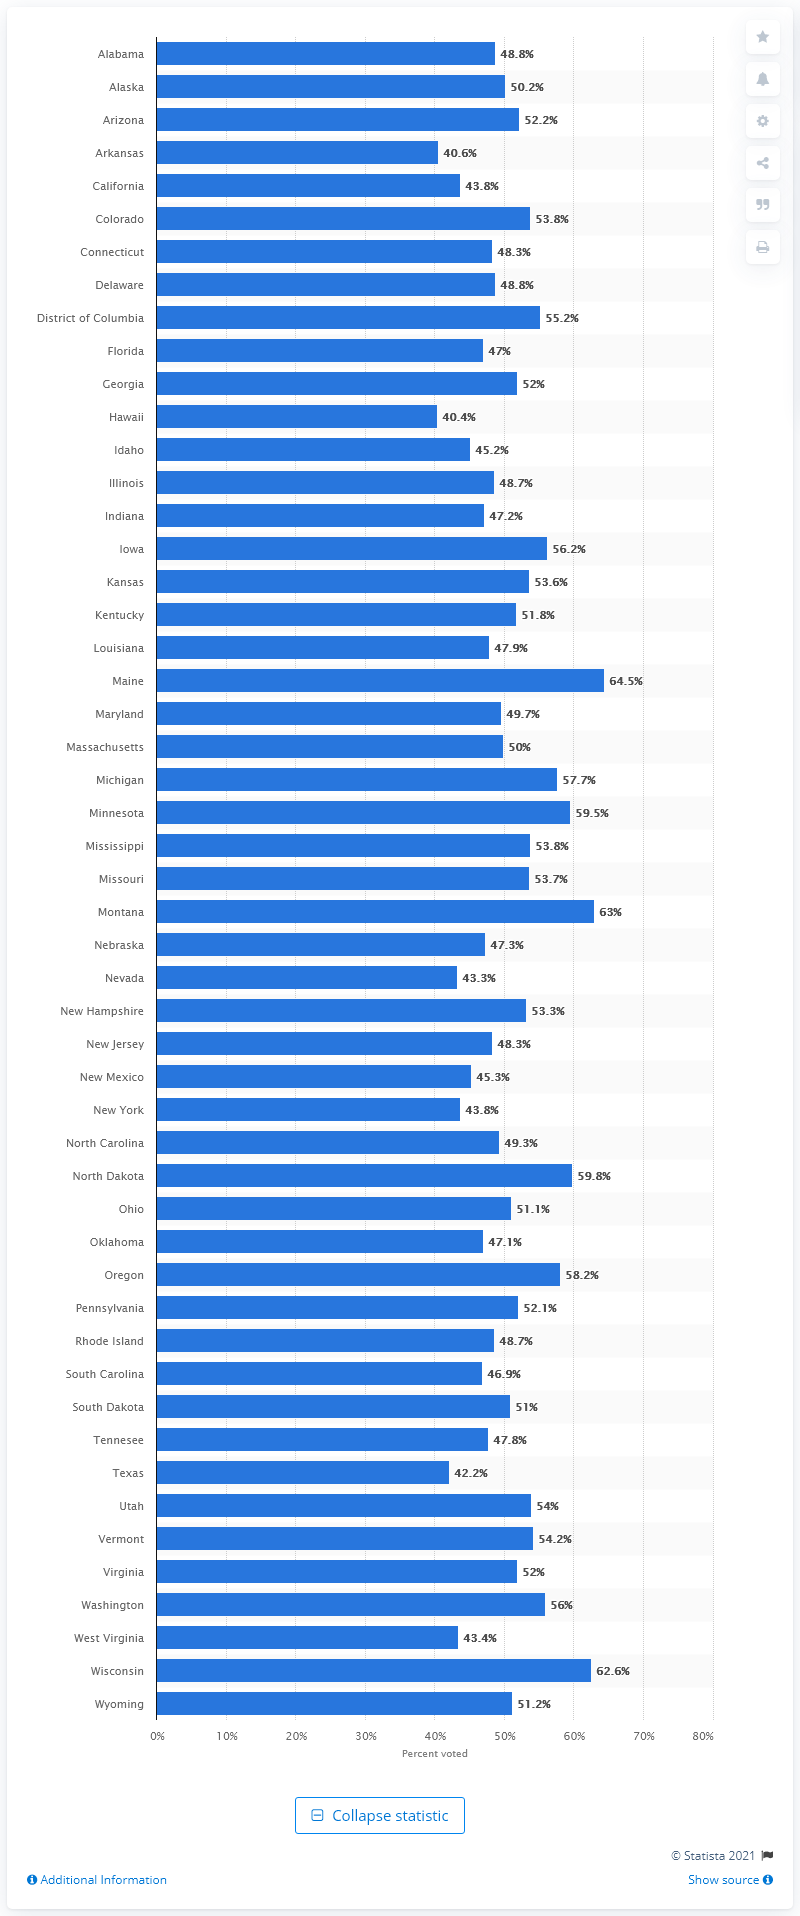 Alabama 48.8%
Alaska 50.2%
Arizona 52.2%
Arkansas 40.6%
California 43.8%
Colorado 53.8%
Connecticut 48.3%
Delaware 48.8%
District of Columbia 55.2%
Florida 47%
Georgia 52%
Hawaii 40.4%
Idaho 45.2%
Illinois 48.7%
Indiana 47.2%
Iowa 56.2%
Kansas 53.6%
Kentucky 51.8%
Louisiana 47.9%
Maine 64.5%
Maryland 49.7%
Massachusetts 50%
Michigan 57.7%
Minnesota 59.5%
Mississippi 53.8%
Missouri 53.7%
Montana 63%
Nebraska 47.3%
Nevada 43.3%
New Hampshire 53.3%
New Jersey 48.3%
New Mexico 45.3%
New York 43.8%
North Carolina 49.3%
North Dakota 59.8%
Ohio 51.1%
Oklahoma 47.1%
Oregon 58.2%
Pennsylvania 52.1%
Rhode Island 48.7%
South Carolina 46.9%
South Dakota 51%
Tennesee 47.8%
Texas 42.2%
Utah 54%
Vermont 54.2%
Virginia 52%
Washington 56%
West Virginia 43.4%
Wisconsin 62.6%
Wyoming 51.2%
0% 10% 20% 30% 40% 50% 60% 70% 80%
Percent voted
Collapse statistic
© Statista 2021
Additional Information Show source